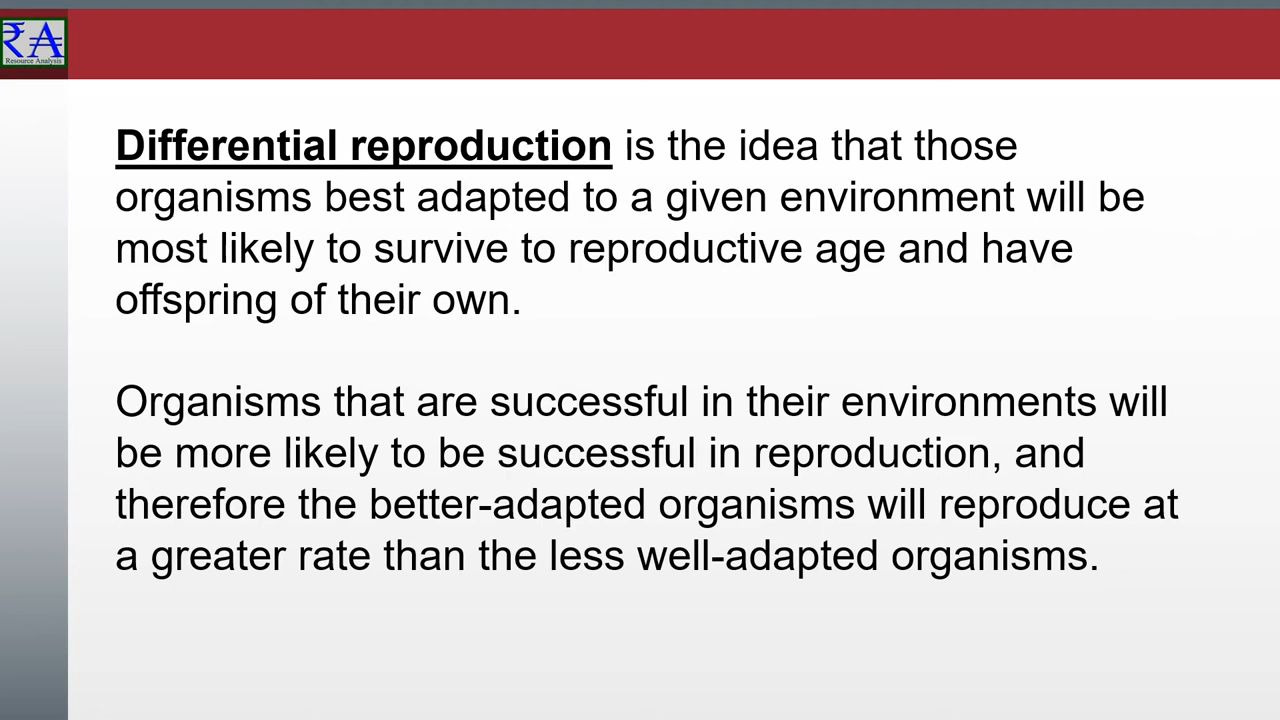 ₹A
Resource Analysis
Differential reproduction is the idea that those
organisms best adapted to a given environment will be
most likely to survive to reproductive age and have
offspring of their own.
Organisms that are successful in their environments will
be more likely to be successful in reproduction, and
therefore the better-adapted organisms will reproduce at
a greater rate than the less well-adapted organisms.